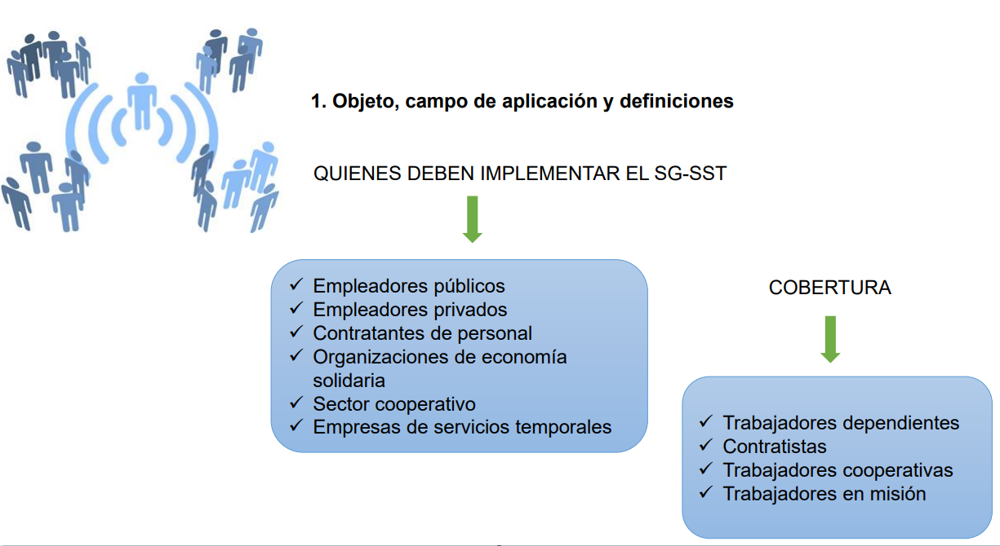 1. Objeto, campo de aplicación y definiciones
QUIENES DEBEN IMPLEMENTAR EL SG-SST
✓ Empleadores públicos
✓ Empleadores privados
✓ Contratantes de personal
✓ Organizaciones de economía
solidaria
✓ Sector cooperativo
✓ Empresas de servicios temporales
COBERTURA
✓ Trabajadores dependientes
✓ Contratistas
✓ Trabajadores cooperativas
✓ Trabajadores en misión